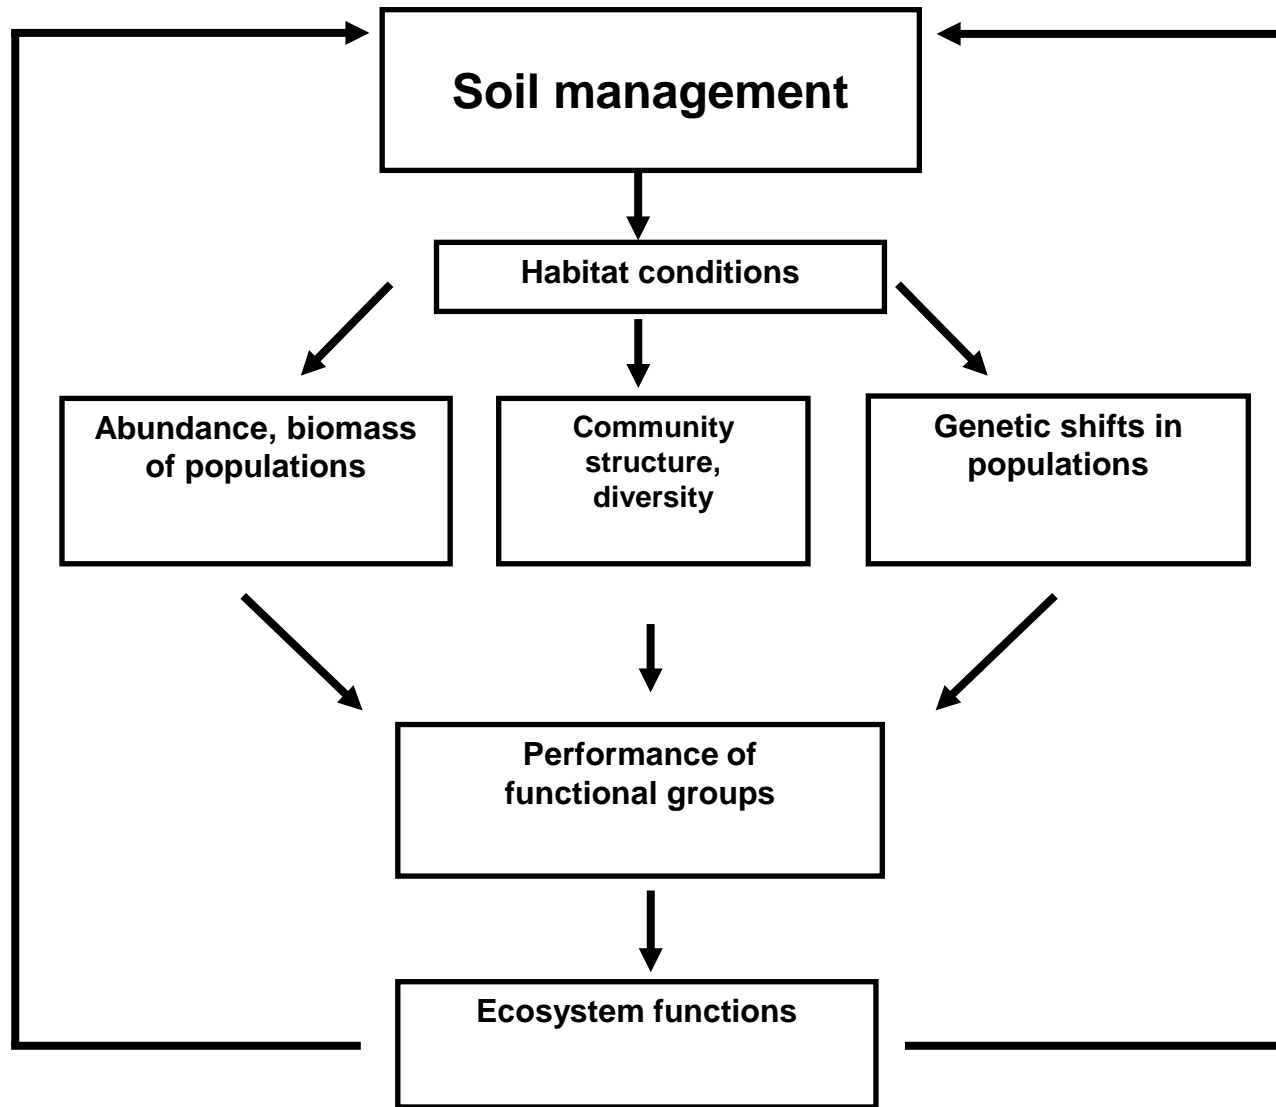 Soil management
Habitat conditions
Abundance, biomass
of populations
Community
structure,
diversity
Genetic shifts in
populations
Performance of
functional groups
Ecosystem functions